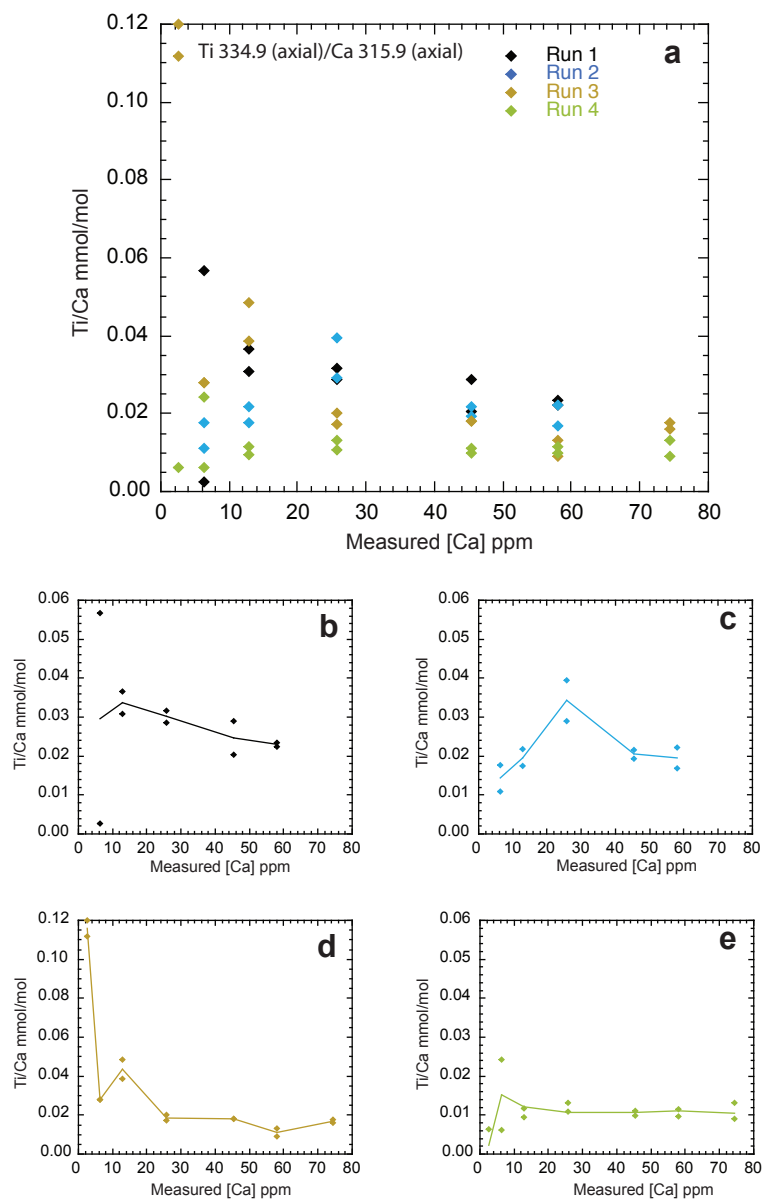 Ti 334.9 (axial)/Ca 315.9 (axial)
a
Run 1
Run 2
Run 3
Run 4
Ti/Ca mmol/mol
0.12
0.10
0.08
0.06
0.04
0.02
0.00
0 10 20 30 40 50 60 70 80
Measured [Ca] ppm
b
Ti/Ca mmol/mol
0.06
0.05
0.04
0.03
0.02
0.01
0.00
0 10 20 30 40 50 60 70 80
Measured [Ca] ppm
c
Ti/Ca mmol/mol
0.06
0.05
0.04
0.03
0.02
0.01
0.00
0 10 20 30 40 50 60 70 80
Measured [Ca] ppm
d
Ti/Ca mmol/mol
0.12
0.10
0.08
0.06
0.04
0.02
0.00
0 10 20 30 40 50 60 70 80
Measured [Ca] ppm
e
Ti/Ca mmol/mol
0.06
0.05
0.04
0.03
0.02
0.01
0.00
0 10 20 30 40 50 60 70 80
Measured [Ca] ppm